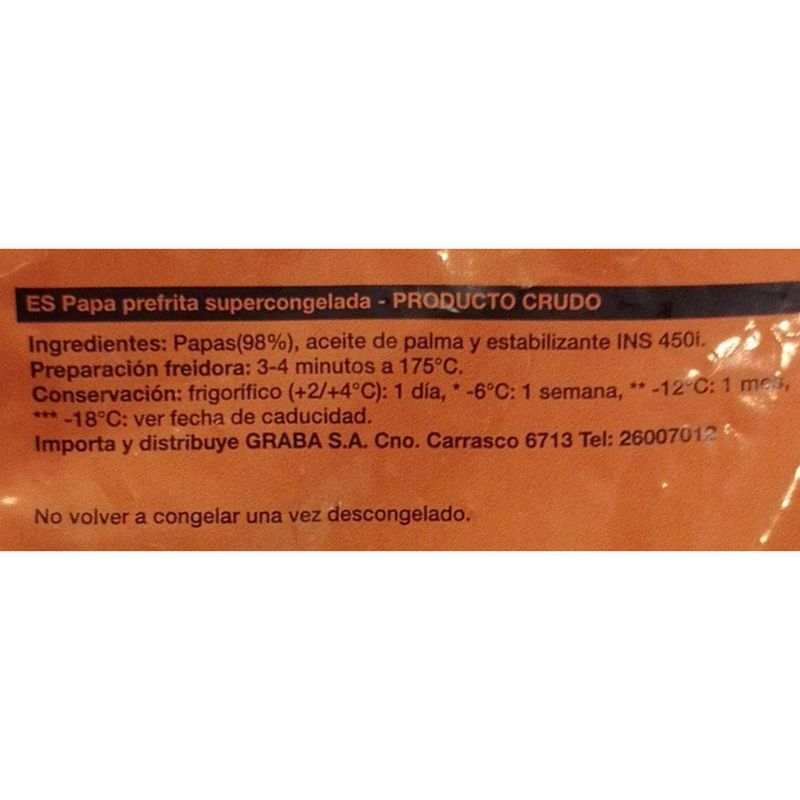 ES Papa prefrita supercongelada - PRODUCTO CRUDO
Ingredientes: Papas(98%), aceite de palma y estabilizante INS 450i.
Preparación freidora: 3-4 minutos a 175°C.
Conservación: frigorífico (+2/+4°C): 1 día, * -6°C: 1 semana, ** -12°C: 1 mes,
*** -18°C: ver fecha de caducidad.
Importa y distribuye GRABA S.A. Cno. Carrasco 6713 Tel: 26007012
No volver a congelar una vez descongelado.